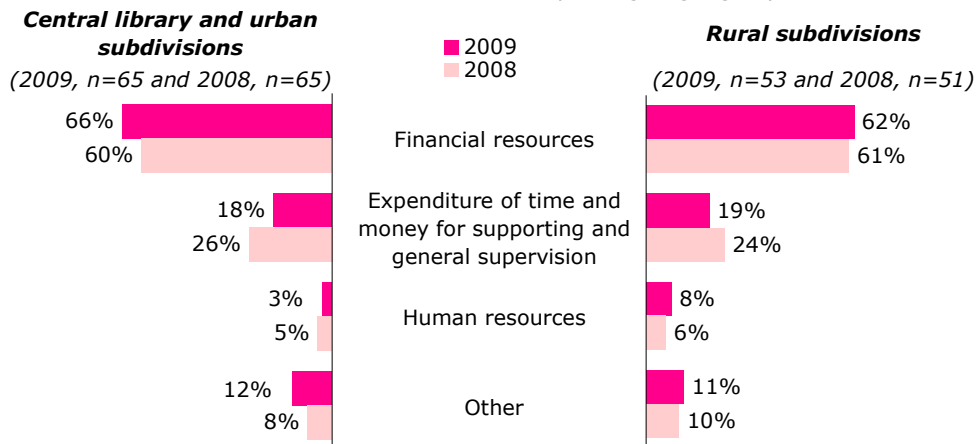 Central library and urban
subdivisions
(2009, n=65 and 2008, n=65)
2009
2008
Rural subdivisions
(2009, n=53 and 2008, n=51)
66%
60%
Financial resources
62%
61%
18%
26%
Expenditure of time and
money for supporting and
general supervision
19%
24%
3%
5%
Human resources
8%
6%
12%
8%
Other
11%
10%